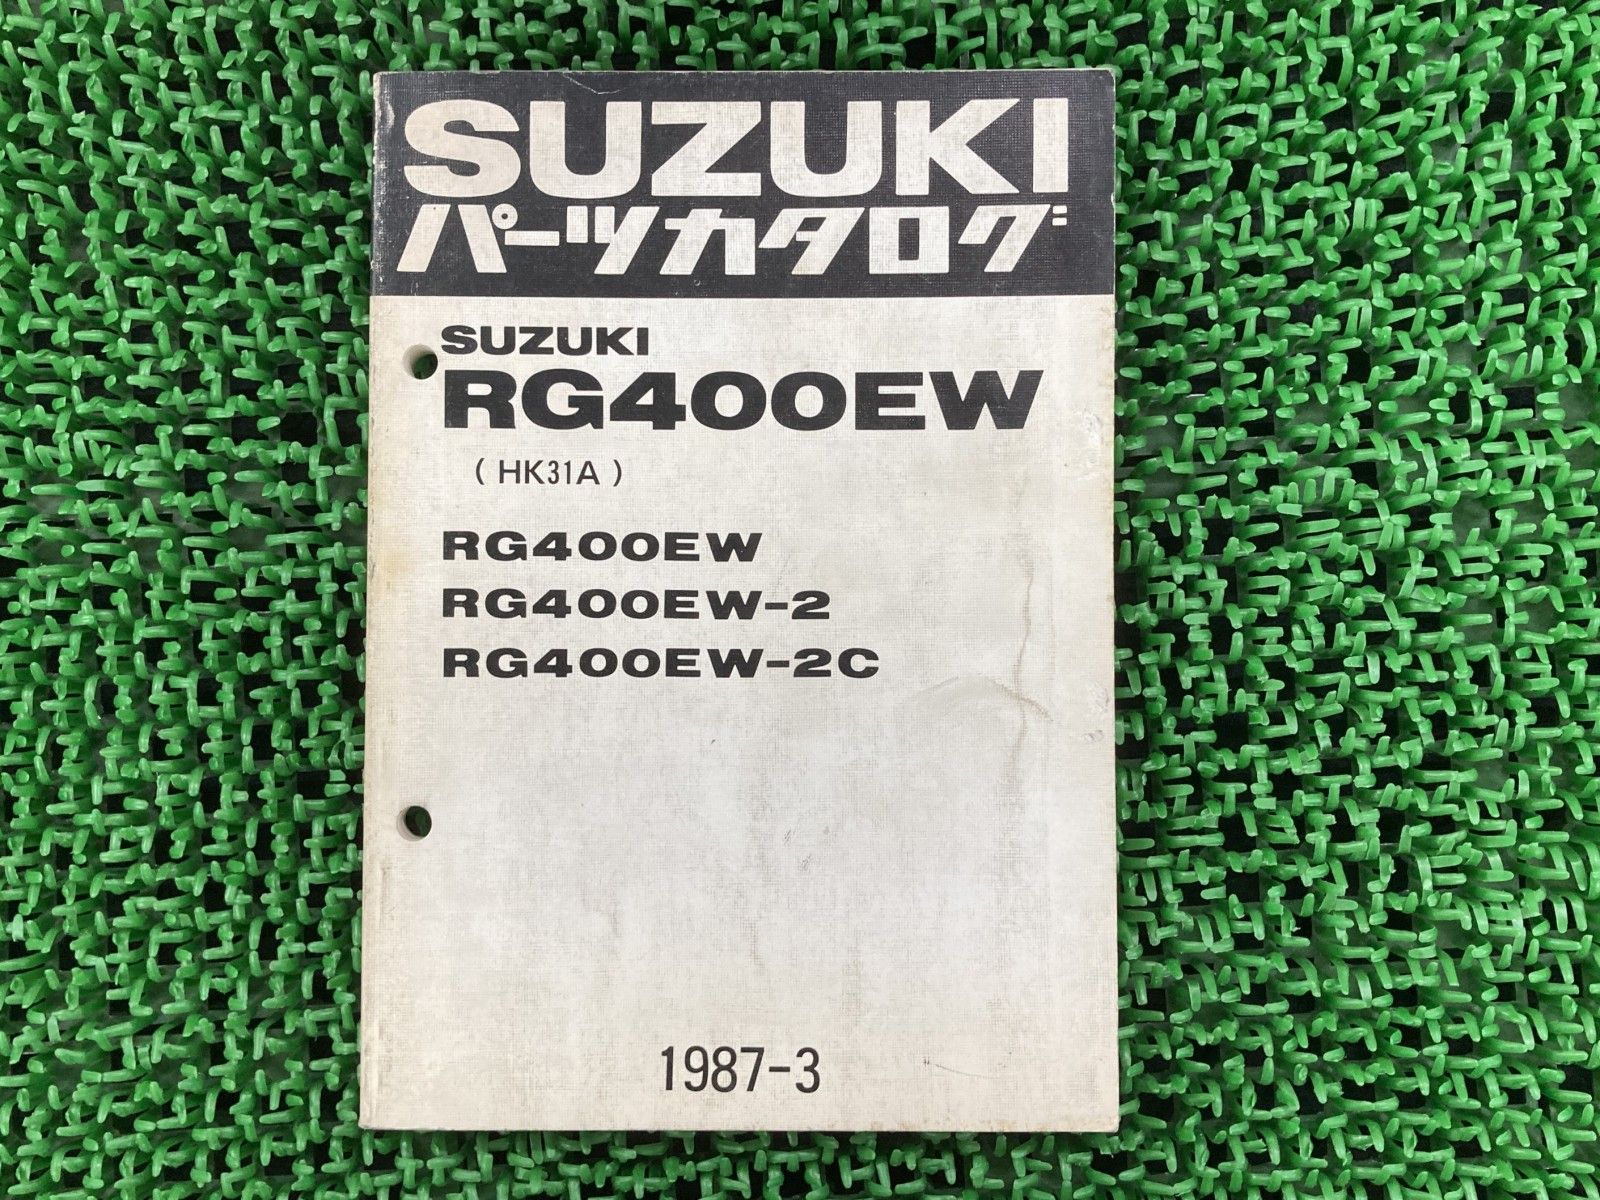 SUZUKI
パーツカタログ
SUZUKI
RG400EW
( HK31A )
RG400EW
RG400EW-2
RG400EW-2C
1987-3